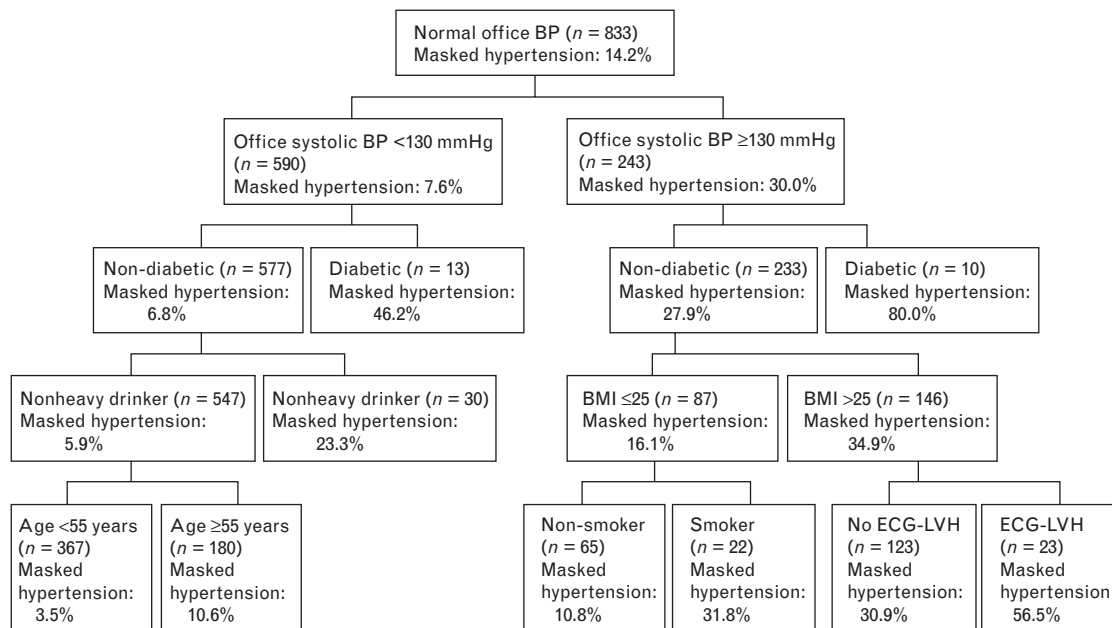 Normal office BP (n = 833)
Masked hypertension: 14.2%
Office systolic BP <130 mmHg
(n = 590)
Masked hypertension: 7.6%
Office systolic BP ≥130 mmHg
(n = 243)
Masked hypertension: 30.0%
Non-diabetic (n = 577)
Masked hypertension:
6.8%
Diabetic (n = 13)
Masked hypertension:
46.2%
Non-diabetic (n = 233)
Masked hypertension:
27.9%
Diabetic (n = 10)
Masked hypertension:
80.0%
Nonheavy drinker (n = 547)
Masked hypertension:
5.9%
Nonheavy drinker (n = 30)
Masked hypertension:
23.3%
BMI ≤25 (n = 87)
Masked hypertension:
16.1%
BMI >25 (n = 146)
Masked hypertension:
34.9%
Age <55 years
(n = 367)
Masked
hypertension:
3.5%
Age ≥55 years
(n = 180)
Masked
hypertension:
10.6%
Non-smoker
(n = 65)
Masked
hypertension:
10.8%
Smoker
(n = 22)
Masked
hypertension:
31.8%
No ECG-LVH
(n = 123)
Masked
hypertension:
30.9%
ECG-LVH
(n = 23)
Masked
hypertension:
56.5%